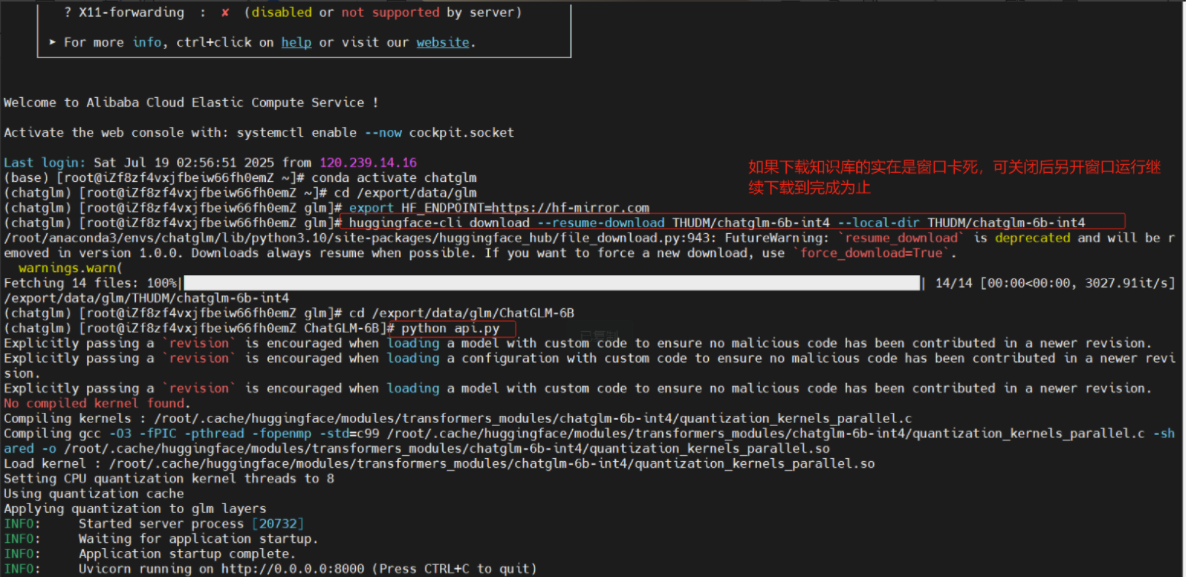 ? X11-forwarding : ✘ (disabled or not supported by server)
➤ For more info, ctrl+click on help or visit our website.
Welcome to Alibaba Cloud Elastic Compute Service !
Activate the web console with: systemctl enable --now cockpit.socket
Last login: Sat Jul 19 02:56:51 2025 from 120.239.14.16
(base) [root@iZf8zf4vxjfbeiw66fh0emZ ~]# conda activate chatglm
(chatglm) [root@iZf8zf4vxjfbeiw66fh0emZ ~]# cd /export/data/glm
如果下载知识库的实在是窗口卡死，可关闭后另开窗口运行继
续下载到完成为止
(chatglm) [root@iZf8zf4vxjfbeiw66fh0emZ glm]# export HF_ENDPOINT=https://hf-mirror.com
(chatglm) [root@iZf8zf4vxjfbeiw66fh0emZ glm]# huggingface-cli download --resume-download THUDM/chatglm-6b-int4 --local-dir THUDM/chatglm-6b-int4
/root/anaconda3/envs/chatglm/lib/python3.10/site-packages/huggingface_hub/file_download.py:943: FutureWarning: `resume_download` is deprecated and will be r
emoved in version 1.0.0. Downloads always resume when possible. If you want to force a new download, use `force_download=True`.
warnings.warn(
Fetching 14 files: 100%| | 14/14 [00:00<00:00, 3027.91it/s]
/export/data/glm/THUDM/chatglm-6b-int4
(chatglm) [root@iZf8zf4vxjfbeiw66fh0emZ glm]# cd /export/data/glm/ChatGLM-6B
(chatglm) [root@iZf8zf4vxjfbeiw66fh0emZ ChatGLM-6B]# python api.py
Explicitly passing a `revision` is encouraged when loading a model with custom code to ensure no malicious code has been contributed in a newer revision.
Explicitly passing a `revision` is encouraged when loading a configuration with custom code to ensure no malicious code has been contributed in a newer revi
sion.
Explicitly passing a `revision` is encouraged when loading a model with custom code to ensure no malicious code has been contributed in a newer revision.
No compiled kernel found.
Compiling kernels : /root/.cache/huggingface/modules/transformers_modules/chatglm-6b-int4/quantization_kernels_parallel.c
Compiling gcc -O3 -fPIC -pthread -fopenmp -std=c99 /root/.cache/huggingface/modules/transformers_modules/chatglm-6b-int4/quantization_kernels_parallel.c -sh
ared -o /root/.cache/huggingface/modules/transformers_modules/chatglm-6b-int4/quantization_kernels_parallel.so
Load kernel : /root/.cache/huggingface/modules/transformers_modules/chatglm-6b-int4/quantization_kernels_parallel.so
Setting CPU quantization kernel threads to 8
Using quantization cache
Applying quantization to glm layers
INFO: Started server process [20732]
INFO: Waiting for application startup.
INFO: Application startup complete.
INFO: Uvicorn running on http://0.0.0.0:8000 (Press CTRL+C to quit)